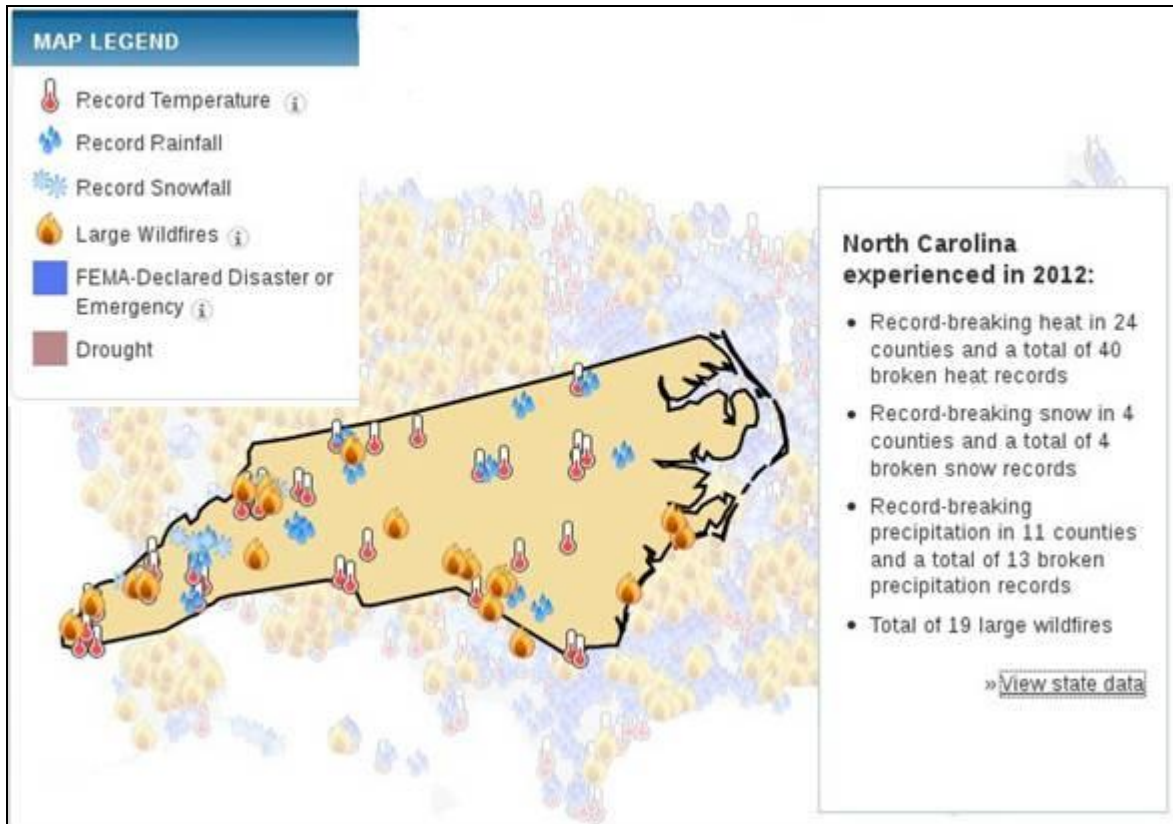 MAP LEGEND
Record Temperature i
Record Rainfall
Record Snowfall
Large Wildfires i
FEMA-Declared Disaster or
Emergency i
Drought
North Carolina
experienced in 2012:
• Record-breaking heat in 24
counties and a total of 40
broken heat records
• Record-breaking snow in 4
counties and a total of 4
broken snow records
• Record-breaking
precipitation in 11 counties
and a total of 13 broken
precipitation records
• Total of 19 large wildfires
» View state data